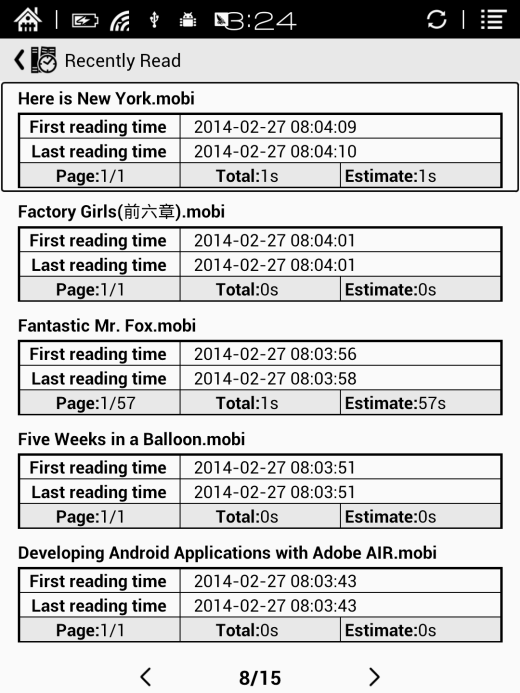 3:24
Recently Read
Here is New York.mobi
First reading time 2014-02-27 08:04:09
Last reading time 2014-02-27 08:04:10
Page:1/1 Total:1s Estimate:1s
Factory Girls(前六章).mobi
First reading time 2014-02-27 08:04:01
Last reading time 2014-02-27 08:04:01
Page:1/1 Total:0s Estimate:0s
Fantastic Mr. Fox.mobi
First reading time 2014-02-27 08:03:56
Last reading time 2014-02-27 08:03:58
Page:1/57 Total:1s Estimate:57s
Five Weeks in a Balloon.mobi
First reading time 2014-02-27 08:03:51
Last reading time 2014-02-27 08:03:51
Page:1/1 Total:0s Estimate:0s
Developing Android Applications with Adobe AIR.mobi
First reading time 2014-02-27 08:03:43
Last reading time 2014-02-27 08:03:43
Page:1/1 Total:0s Estimate:0s
8/15